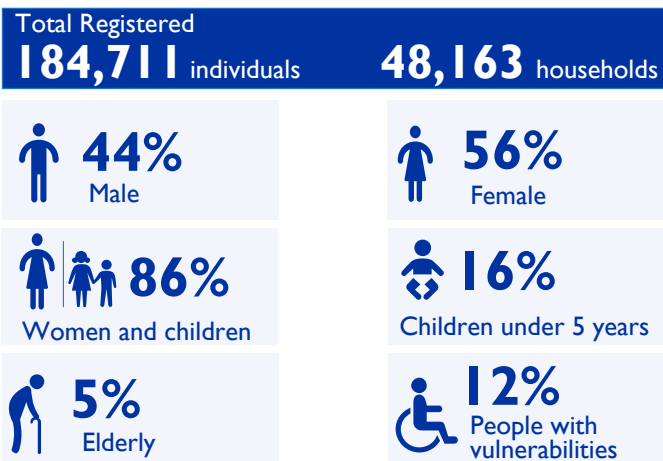 Total Registered
184,711 individuals
48,163 households
44%
Male
56%
Female
86%
Women and children
16%
Children under 5 years
5%
Elderly
12%
People with
vulnerabilities